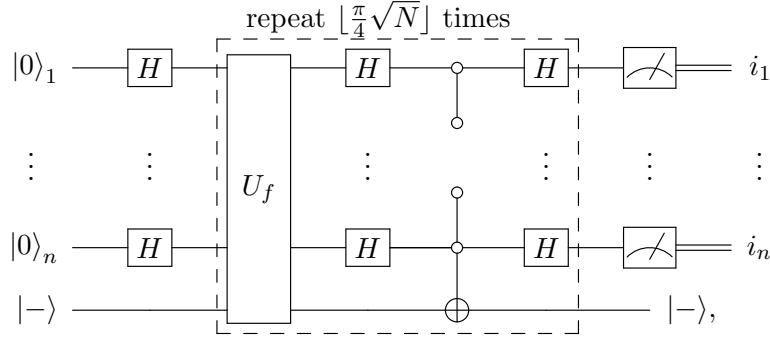 repeat ⌊π/4 √N⌋ times
|0⟩₁ H H H i₁
⋮ ⋮ U_f ⋮ ⋮ ⋮ ⋮
|0⟩ₙ H H H iₙ
|−⟩ |−⟩,